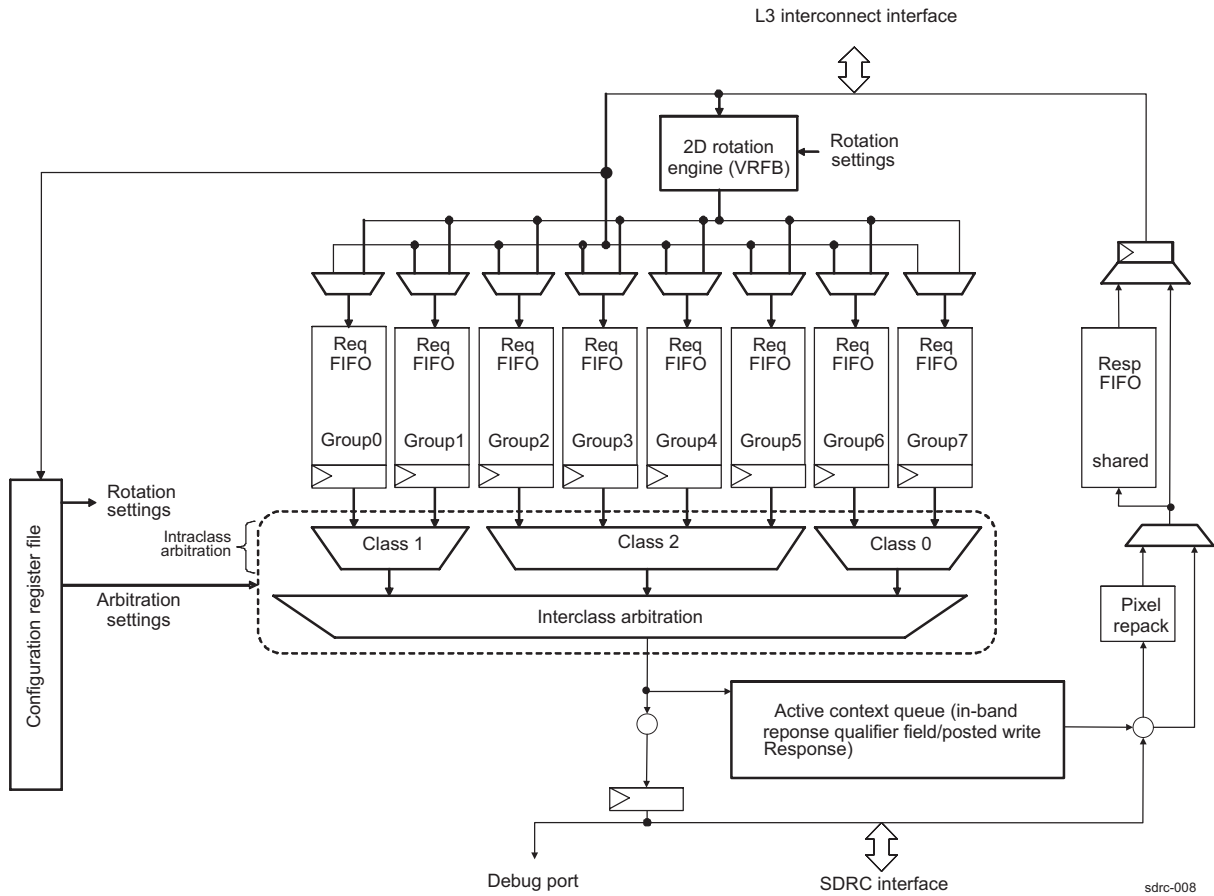 L3 interconnect interface
2D rotation
engine (VRFB)
Rotation
settings
Req
FIFO
Group0
Req
FIFO
Group1
Req
FIFO
Group2
Req
FIFO
Group3
Req
FIFO
Group4
Req
FIFO
Group5
Req
FIFO
Group6
Req
FIFO
Group7
Resp
FIFO
shared
Configuration register file
Rotation
settings
Intraclass
arbitration
Arbitration
settings
Class 1
Class 2
Class 0
Interclass arbitration
Pixel
repack
Active context queue (in-band
reponse qualifier field/posted write
Response)
Debug port
SDRC interface
sdrc-008